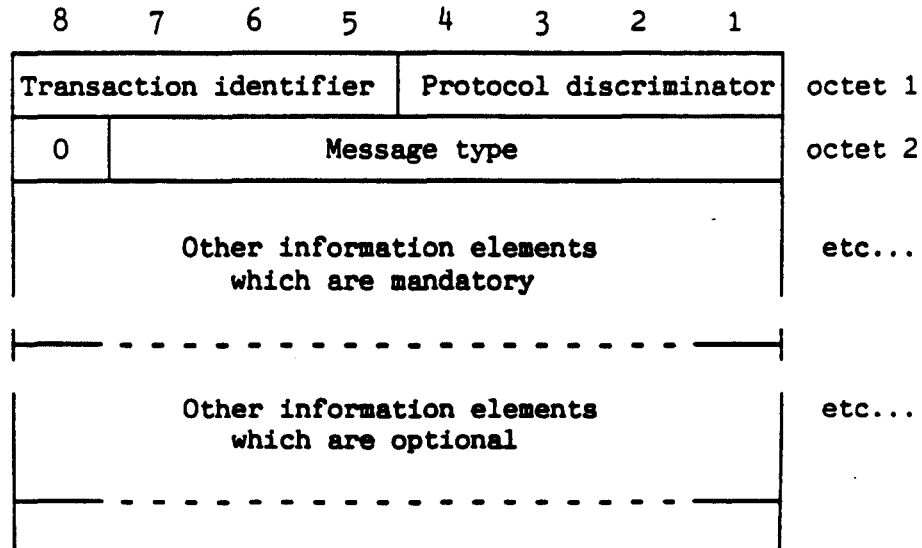 8 7 6 5 4 3 2 1
Transaction identifier Protocol discriminator octet 1
0 Message type octet 2
Other information elements etc...
which are mandatory
Other information elements etc...
which are optional